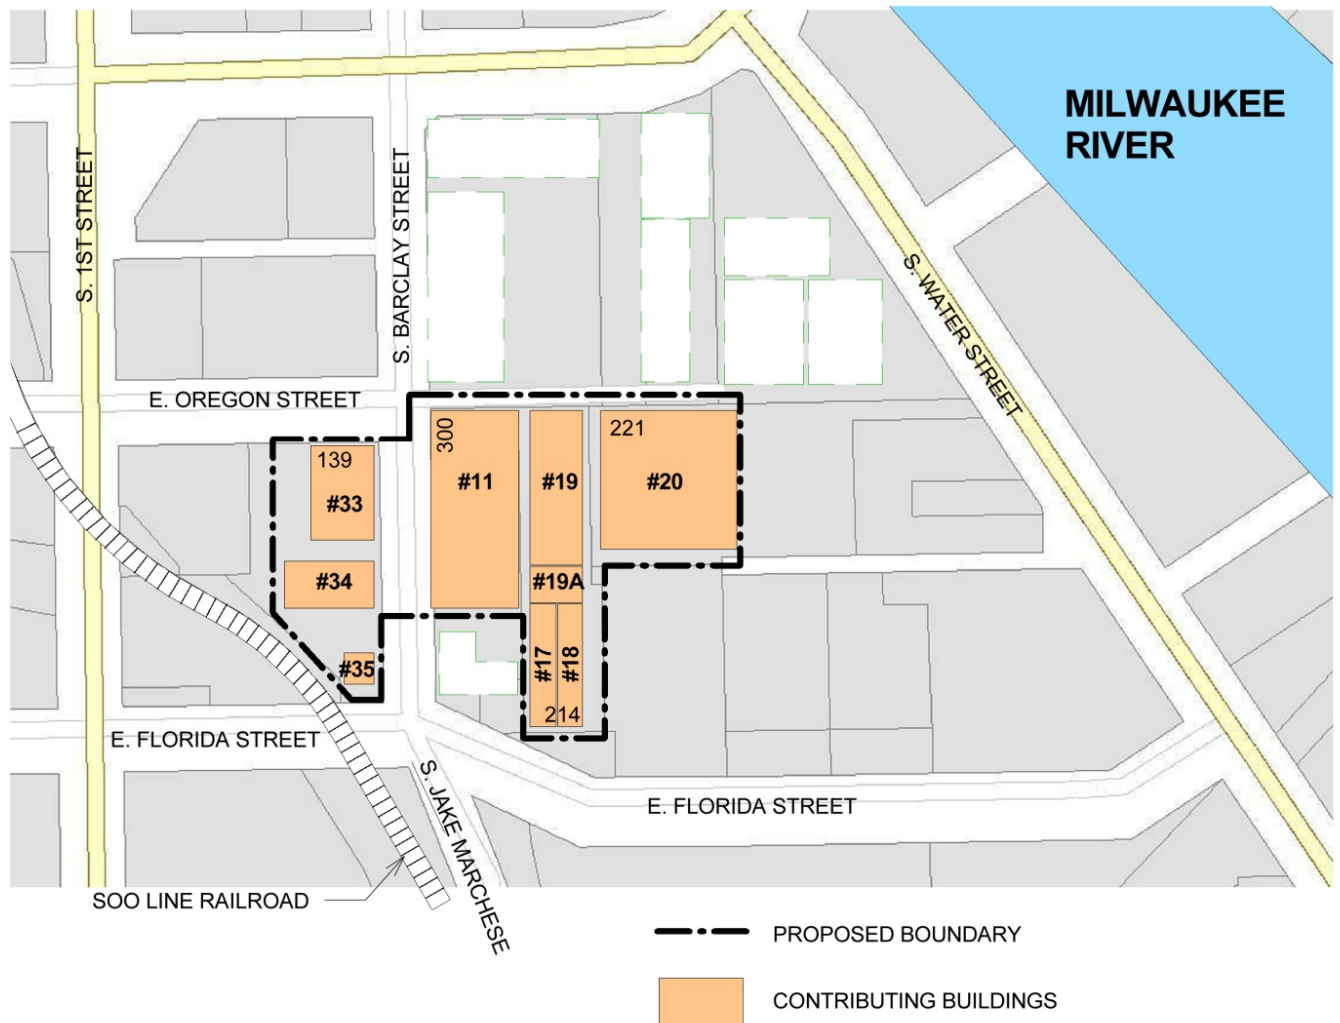 MILWAUKEE
RIVER
S. 1ST STREET
S. BARCLAY STREET
S. WATER STREET
E. OREGON STREET
139
#33
300
#11
#19
221
#20
#34
#19A
#35
#17
#18
214
E. FLORIDA STREET
S. JAKE MARCHESE
E. FLORIDA STREET
SOO LINE RAILROAD
PROPOSED BOUNDARY
CONTRIBUTING BUILDINGS